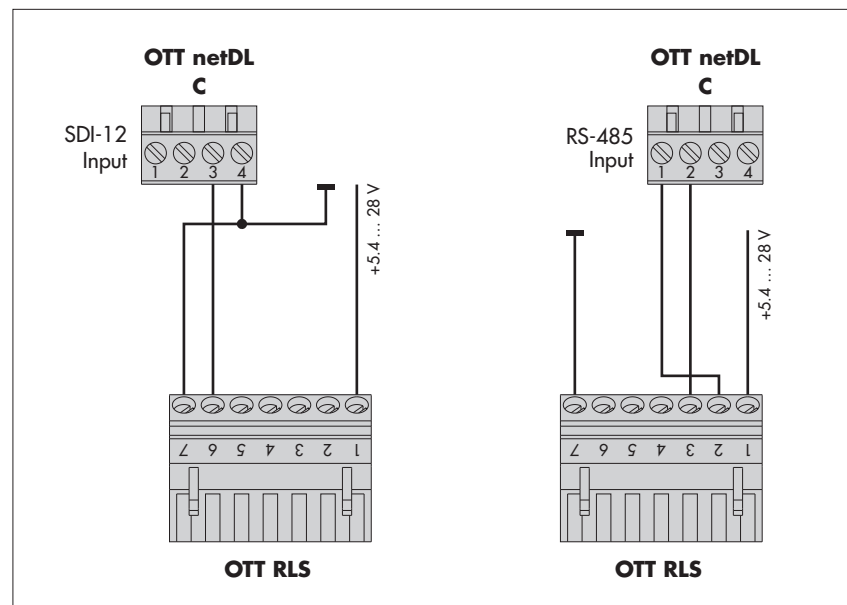 OTT netDL
C
SDI-12
Input
1 2 3 4
+5.4 ... 28 V
7 6 5 4 3 2 1
OTT RLS
OTT netDL
C
RS-485
Input
1 2 3 4
+5.4 ... 28 V
7 6 5 4 3 2 1
OTT RLS